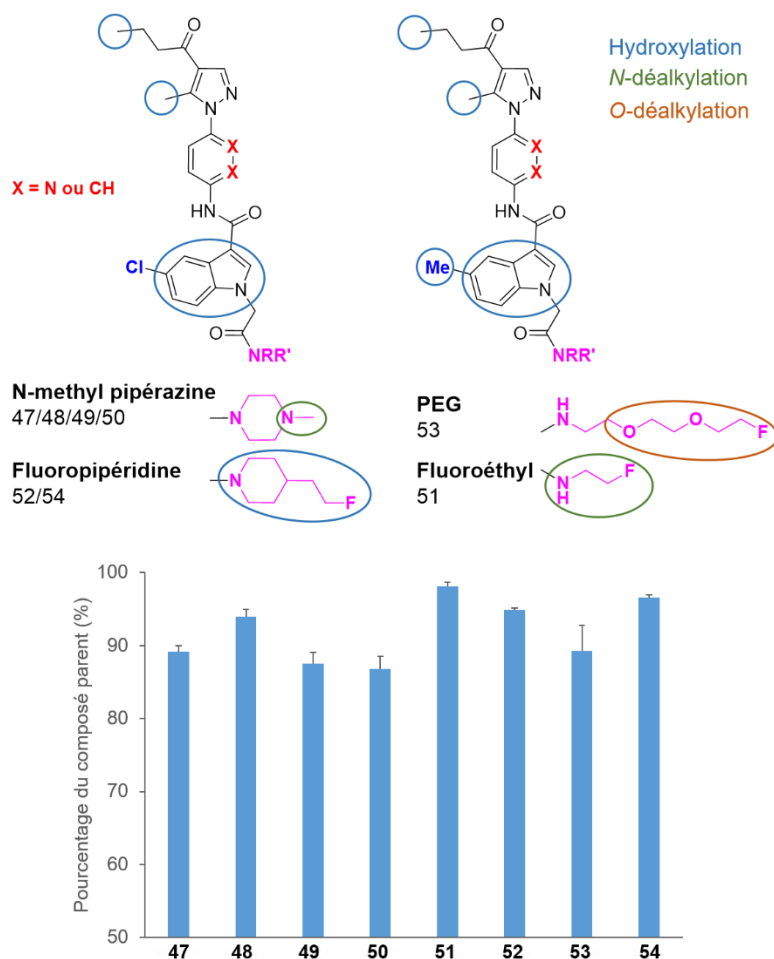 Hydroxylation
N-déalkylation
O-déalkylation
O
N
N
X
X
X = N ou CH
HN
O
Cl
N
O
NRR'
O
N
N
X
X
HN
O
Me
N
O
NRR'
N-methyl pipérazine
47/48/49/50
N
N
PEG
53
H
N
O
O
F
Fluoropipéridine
52/54
N
F
Fluoroéthyl
51
N
H
F
Pourcentage du composé parent (%)
100
90
80
70
60
50
47 48 49 50 51 52 53 54